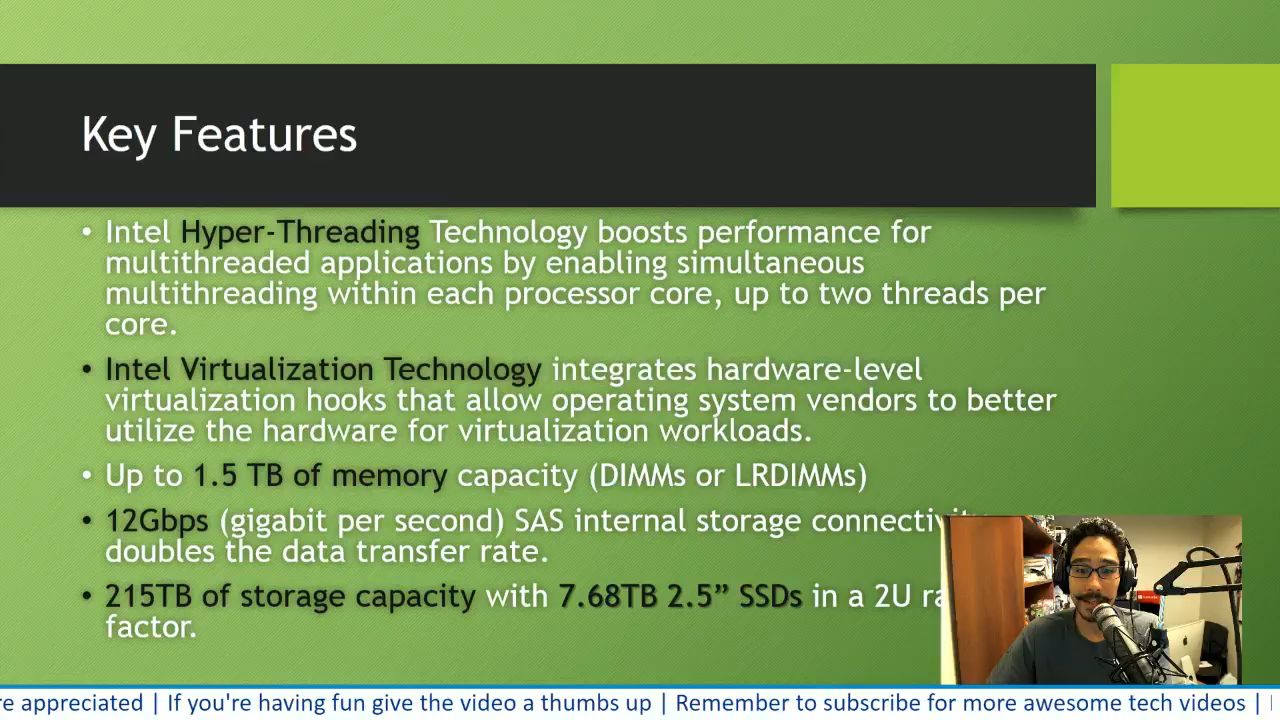 Key Features
• Intel Hyper-Threading Technology boosts performance for
multithreaded applications by enabling simultaneous
multithreading within each processor core, up to two threads per
core.
• Intel Virtualization Technology integrates hardware-level
virtualization hooks that allow operating system vendors to better
utilize the hardware for virtualization workloads.
• Up to 1.5 TB of memory capacity (DIMMs or LRDIMMs)
• 12Gbps (gigabit per second) SAS internal storage connectivity
doubles the data transfer rate.
• 215TB of storage capacity with 7.68TB 2.5” SSDs in a 2U
factor.
appreciated | If you're having fun give the video a thumbs up | Remember to subscribe for more awesome tech videos |